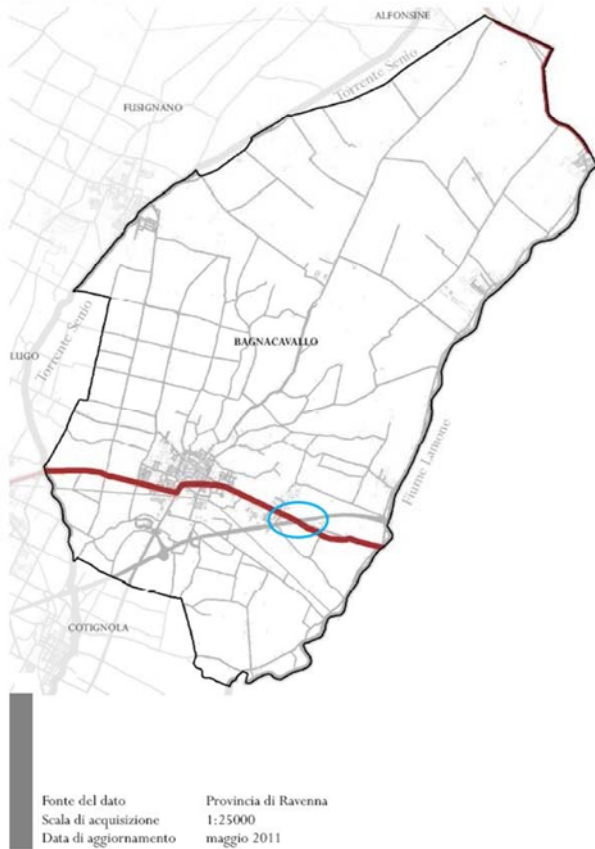 ALFONSINE
Torrente Senio
FUSIGNANO
Torrente Senio
LUGO
BAGNACAVALLO
Fiume Lamone
COTIGNOLA
Fonte del dato Provincia di Ravenna
Scala di acquisizione 1:25000
Data di aggiornamento maggio 2011